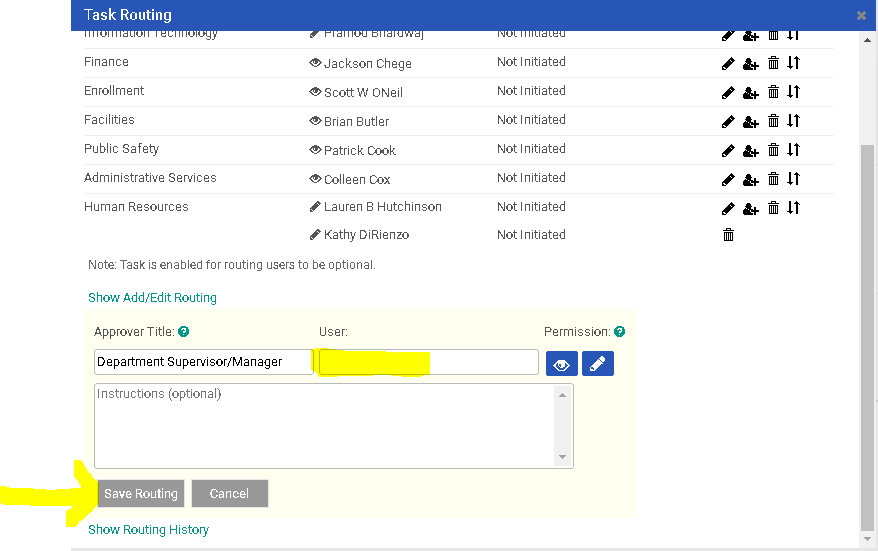 Task Routing
Information Technology Pramod Bhardwaj Not Initiated
Finance Jackson Chege Not Initiated
Enrollment Scott W ONeil Not Initiated
Facilities Brian Butler Not Initiated
Public Safety Patrick Cook Not Initiated
Administrative Services Colleen Cox Not Initiated
Human Resources Lauren B Hutchinson Not Initiated
Kathy DiRienzo Not Initiated
Note: Task is enabled for routing users to be optional.
Show Add/Edit Routing
Approver Title: ? User: Permission: ?
Department Supervisor/Manager
Instructions (optional)
Save Routing Cancel
Show Routing History